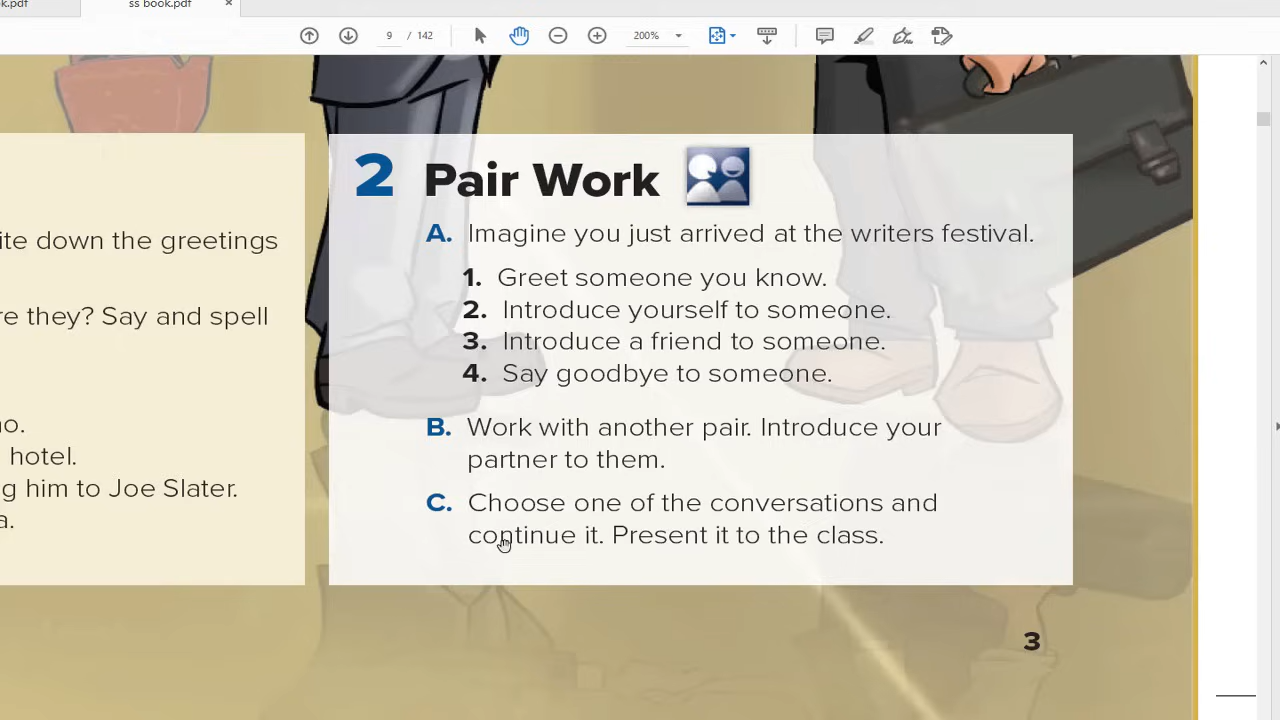 k.pdf
ss book.pdf
9 / 142
200%
ite down the greetings
re they? Say and spell
no.
hotel.
g him to Joe Slater.
a.
2 Pair Work
A. Imagine you just arrived at the writers festival.
1. Greet someone you know.
2. Introduce yourself to someone.
3. Introduce a friend to someone.
4. Say goodbye to someone.
B. Work with another pair. Introduce your
partner to them.
C. Choose one of the conversations and
continue it. Present it to the class.
3